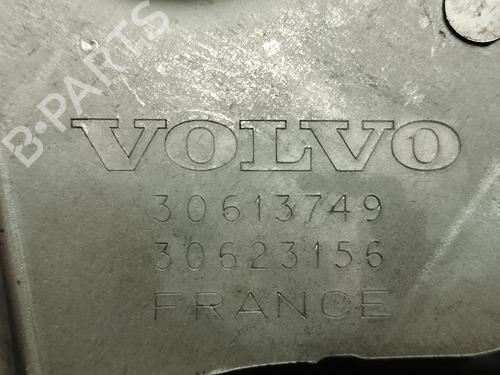 B-PARTS
VOLVO
30613749
30623156
FRANCE